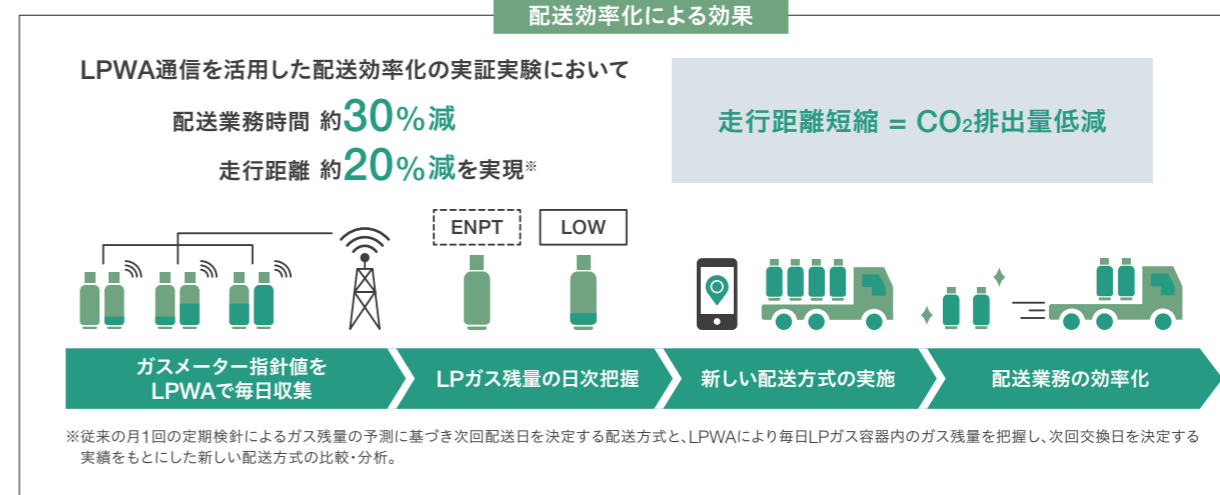 配送効率化による効果
LPWA通信を活用した配送効率化の実証実験において
配送業務時間 約30%減
走行距離 約20%減を実現※
走行距離短縮 = CO₂排出量低減
ENPT
LOW
ガスメーター指針値を
LPWAで毎日収集
LPガス残量の日次把握
新しい配送方式の実施
配送業務の効率化
※従来の月1回の定期検針によるガス残量の予測に基づき次回配送日を決定する配送方式と、LPWAにより毎日LPガス容器内のガス残量を把握し、次回交換日を決定する
実績をもとにした新しい配送方式の比較・分析。